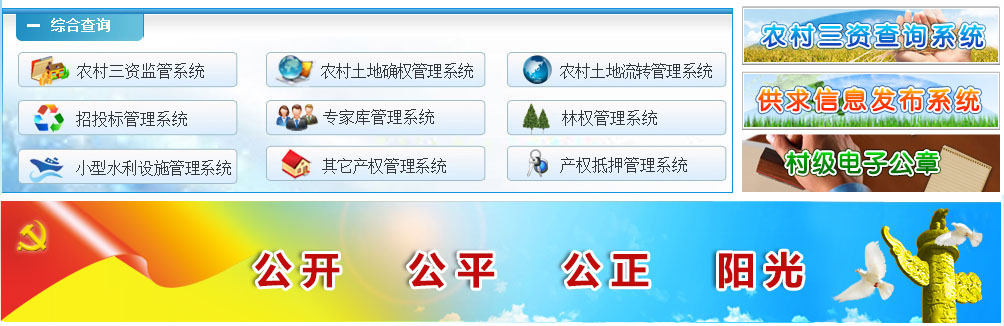 综合查询
农村三资监管系统
农村土地确权管理系统
农村土地流转管理系统
招投标管理系统
专家库管理系统
林权管理系统
小型水利设施管理系统
其它产权管理系统
产权抵押管理系统
农村三资查询系统
供求信息发布系统
村级电子公章
公开 公平 公正 阳光